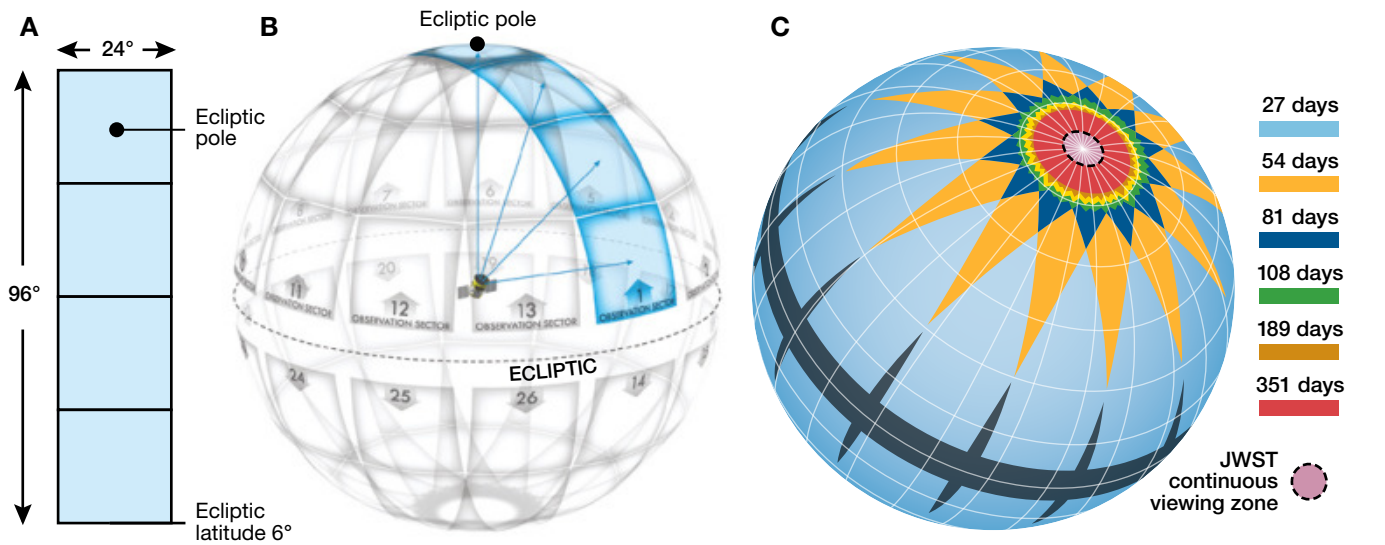 A
24°
96°
Ecliptic
pole
Ecliptic
latitude 6°
B
Ecliptic pole
7
OBSERVATION SECTOR
6
OBSERVATION SECTOR
5
OBSERVATION SECTOR
20
11
OBSERVATION SECTOR
12
OBSERVATION SECTOR
13
OBSERVATION SECTOR
1
OBSERVATION SECTOR
ECLIPTIC
24
25
26
14
C
27 days
54 days
81 days
108 days
189 days
351 days
JWST
continuous
viewing zone